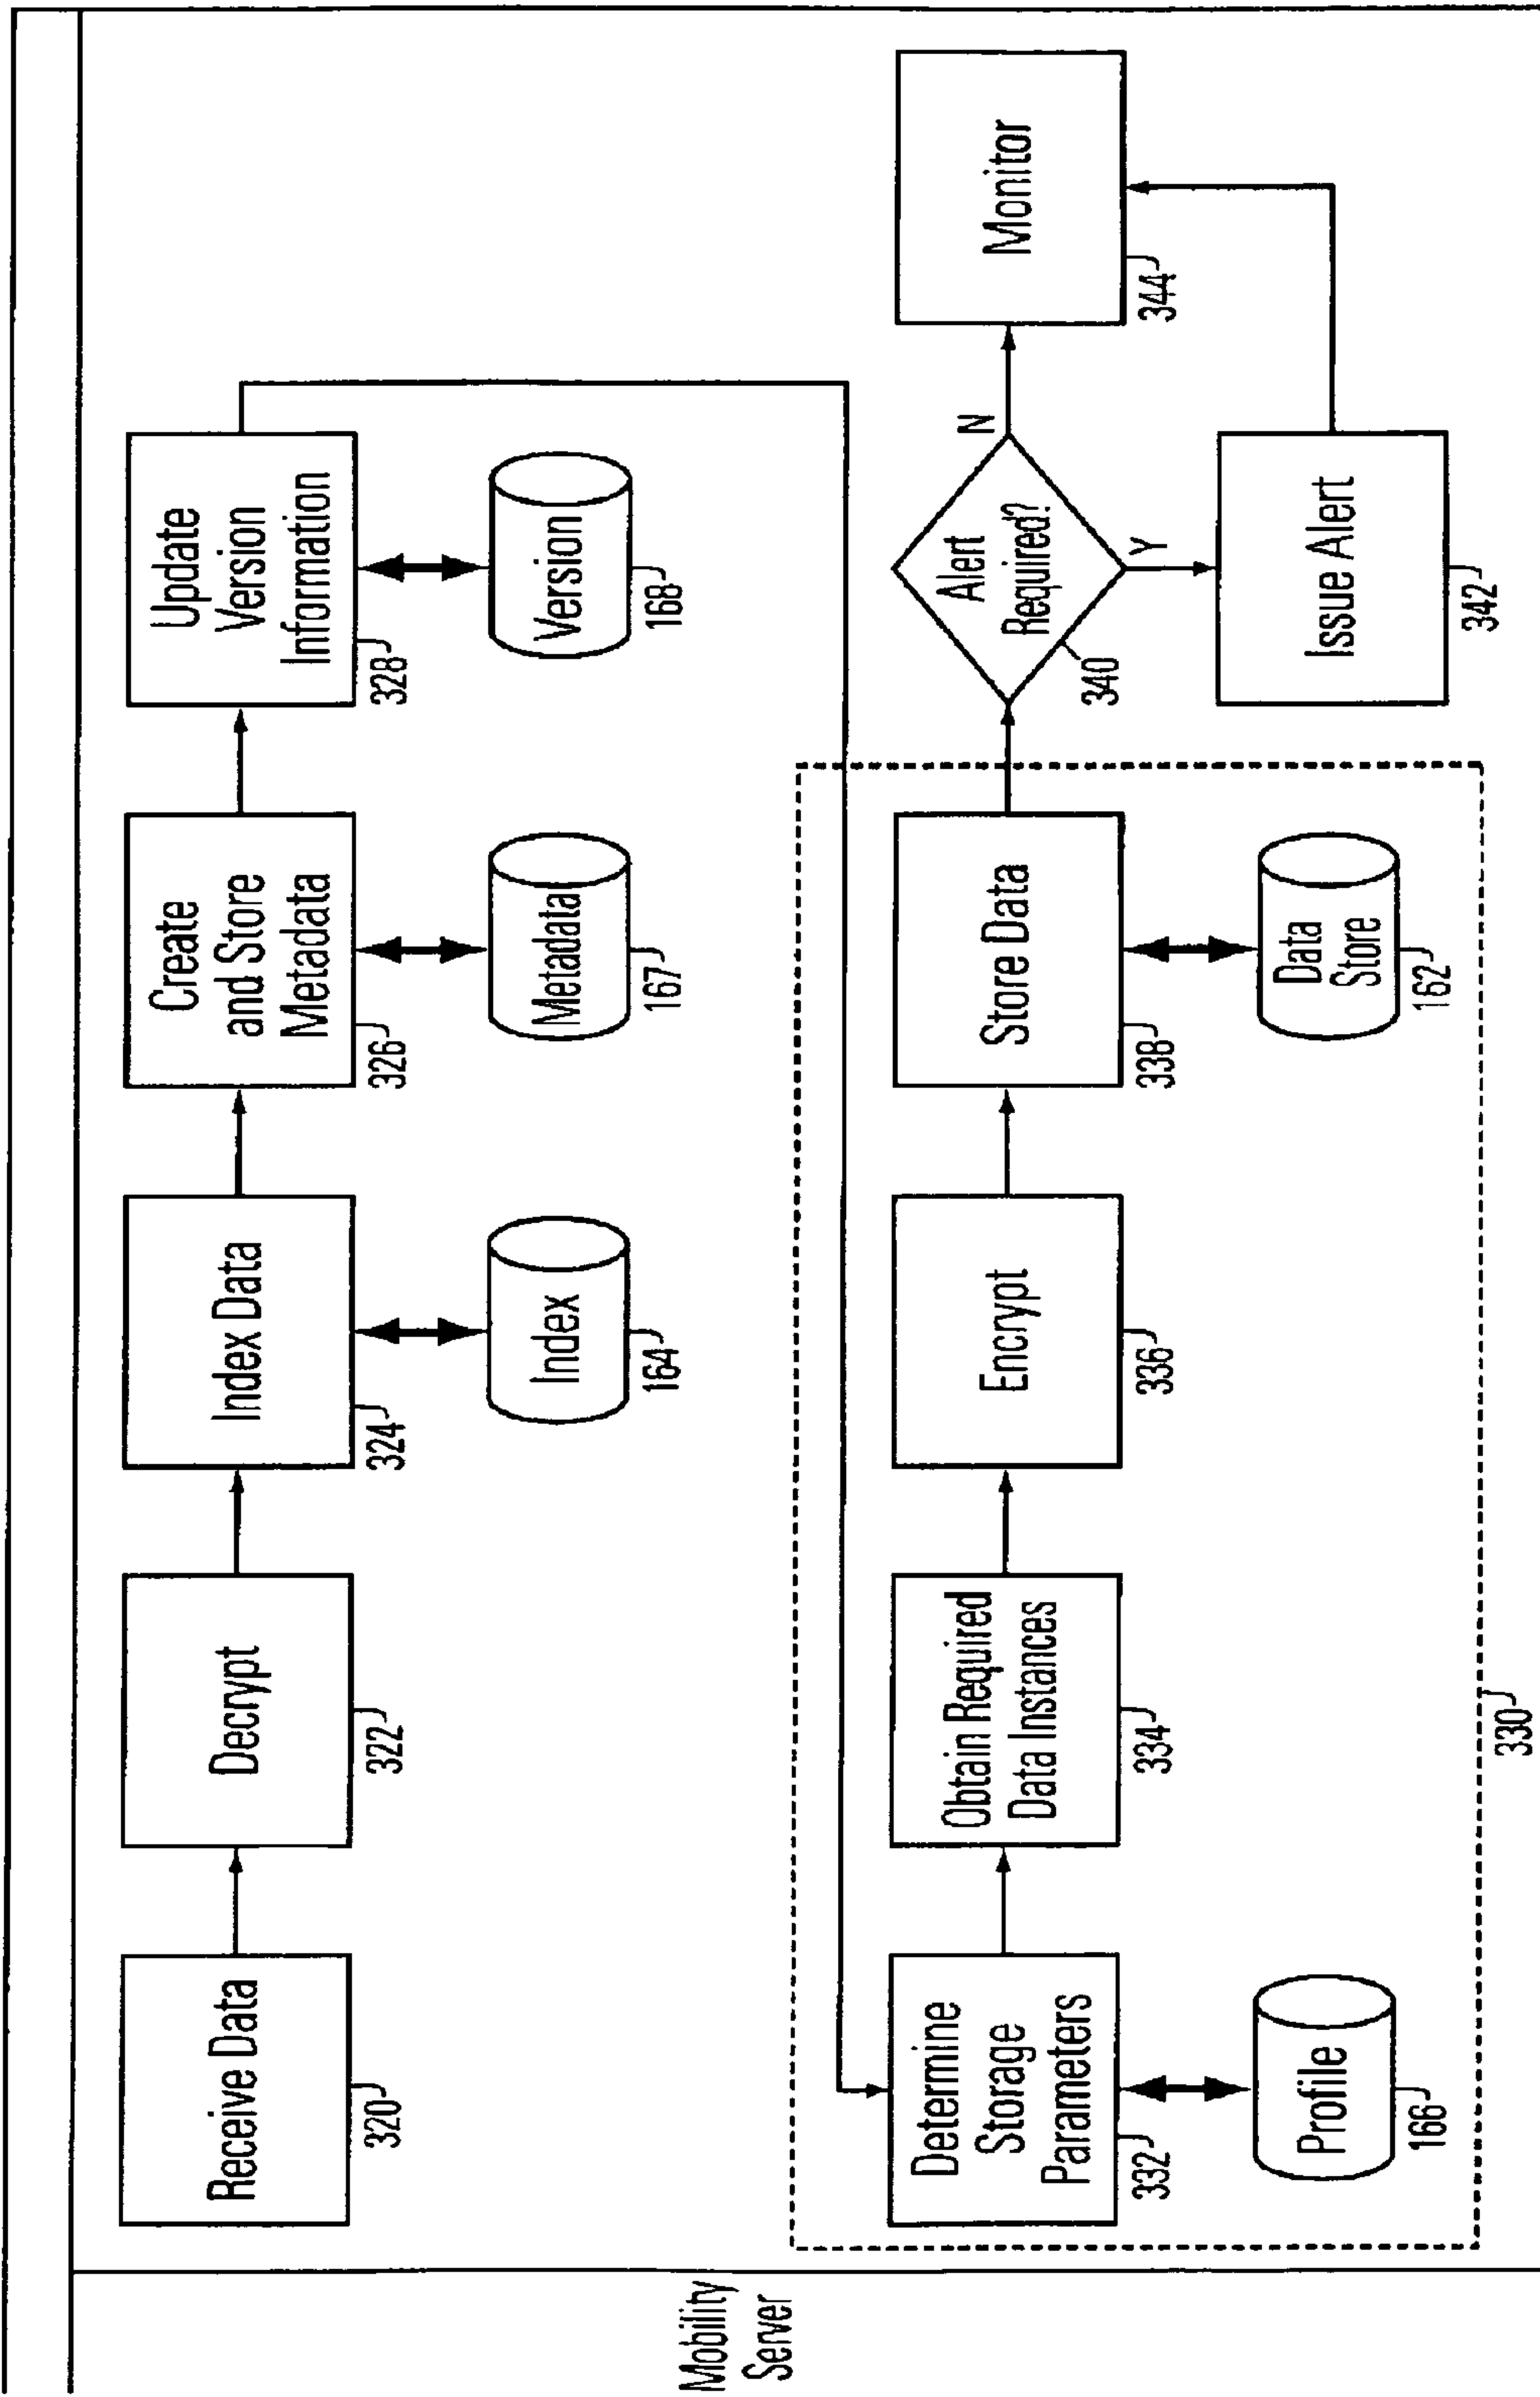 Mobility
Server
Receive Data
320
Decrypt
322
Index Data
324
Index
164
Create
and Store
Metadata
326
Metadata
167
Update
Version
Information
328
Version
168
Determine
Storage
Parameters
332
Profile
166
Obtain Required
Data Instances
334
Encrypt
336
Store Data
338
Data
Store
162
330
Alert
Required?
340
N
Y
Issue Alert
342
Monitor
344